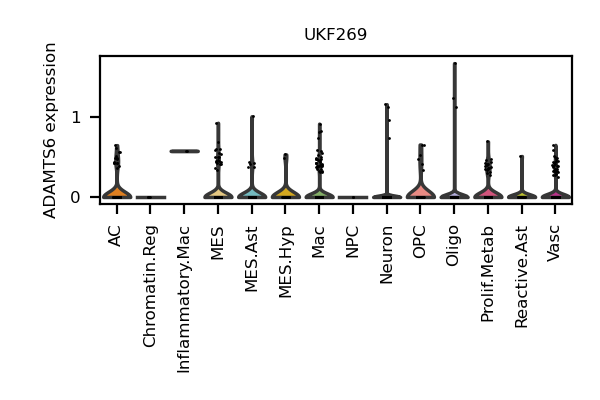 UKF269
ADAMTS6 expression
1
0
AC
Chromatin.Reg
Inflammatory.Mac
MES
MES.Ast
MES.Hyp
Mac
NPC
Neuron
OPC
Oligo
Prolif.Metab
Reactive.Ast
Vasc